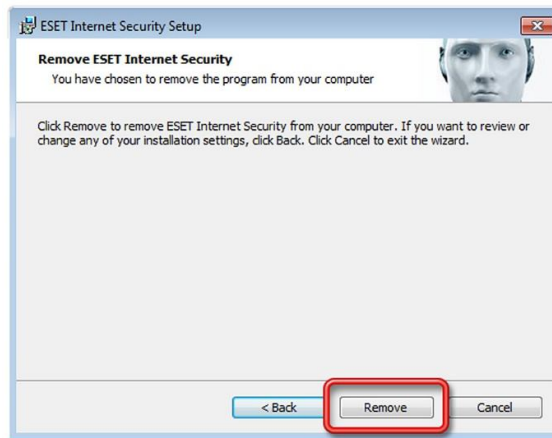 ESET Internet Security Setup
Remove ESET Internet Security
You have chosen to remove the program from your computer
Click Remove to remove ESET Internet Security from your computer. If you want to review or
change any of your installation settings, click Back. Click Cancel to exit the wizard.
< Back
Remove
Cancel